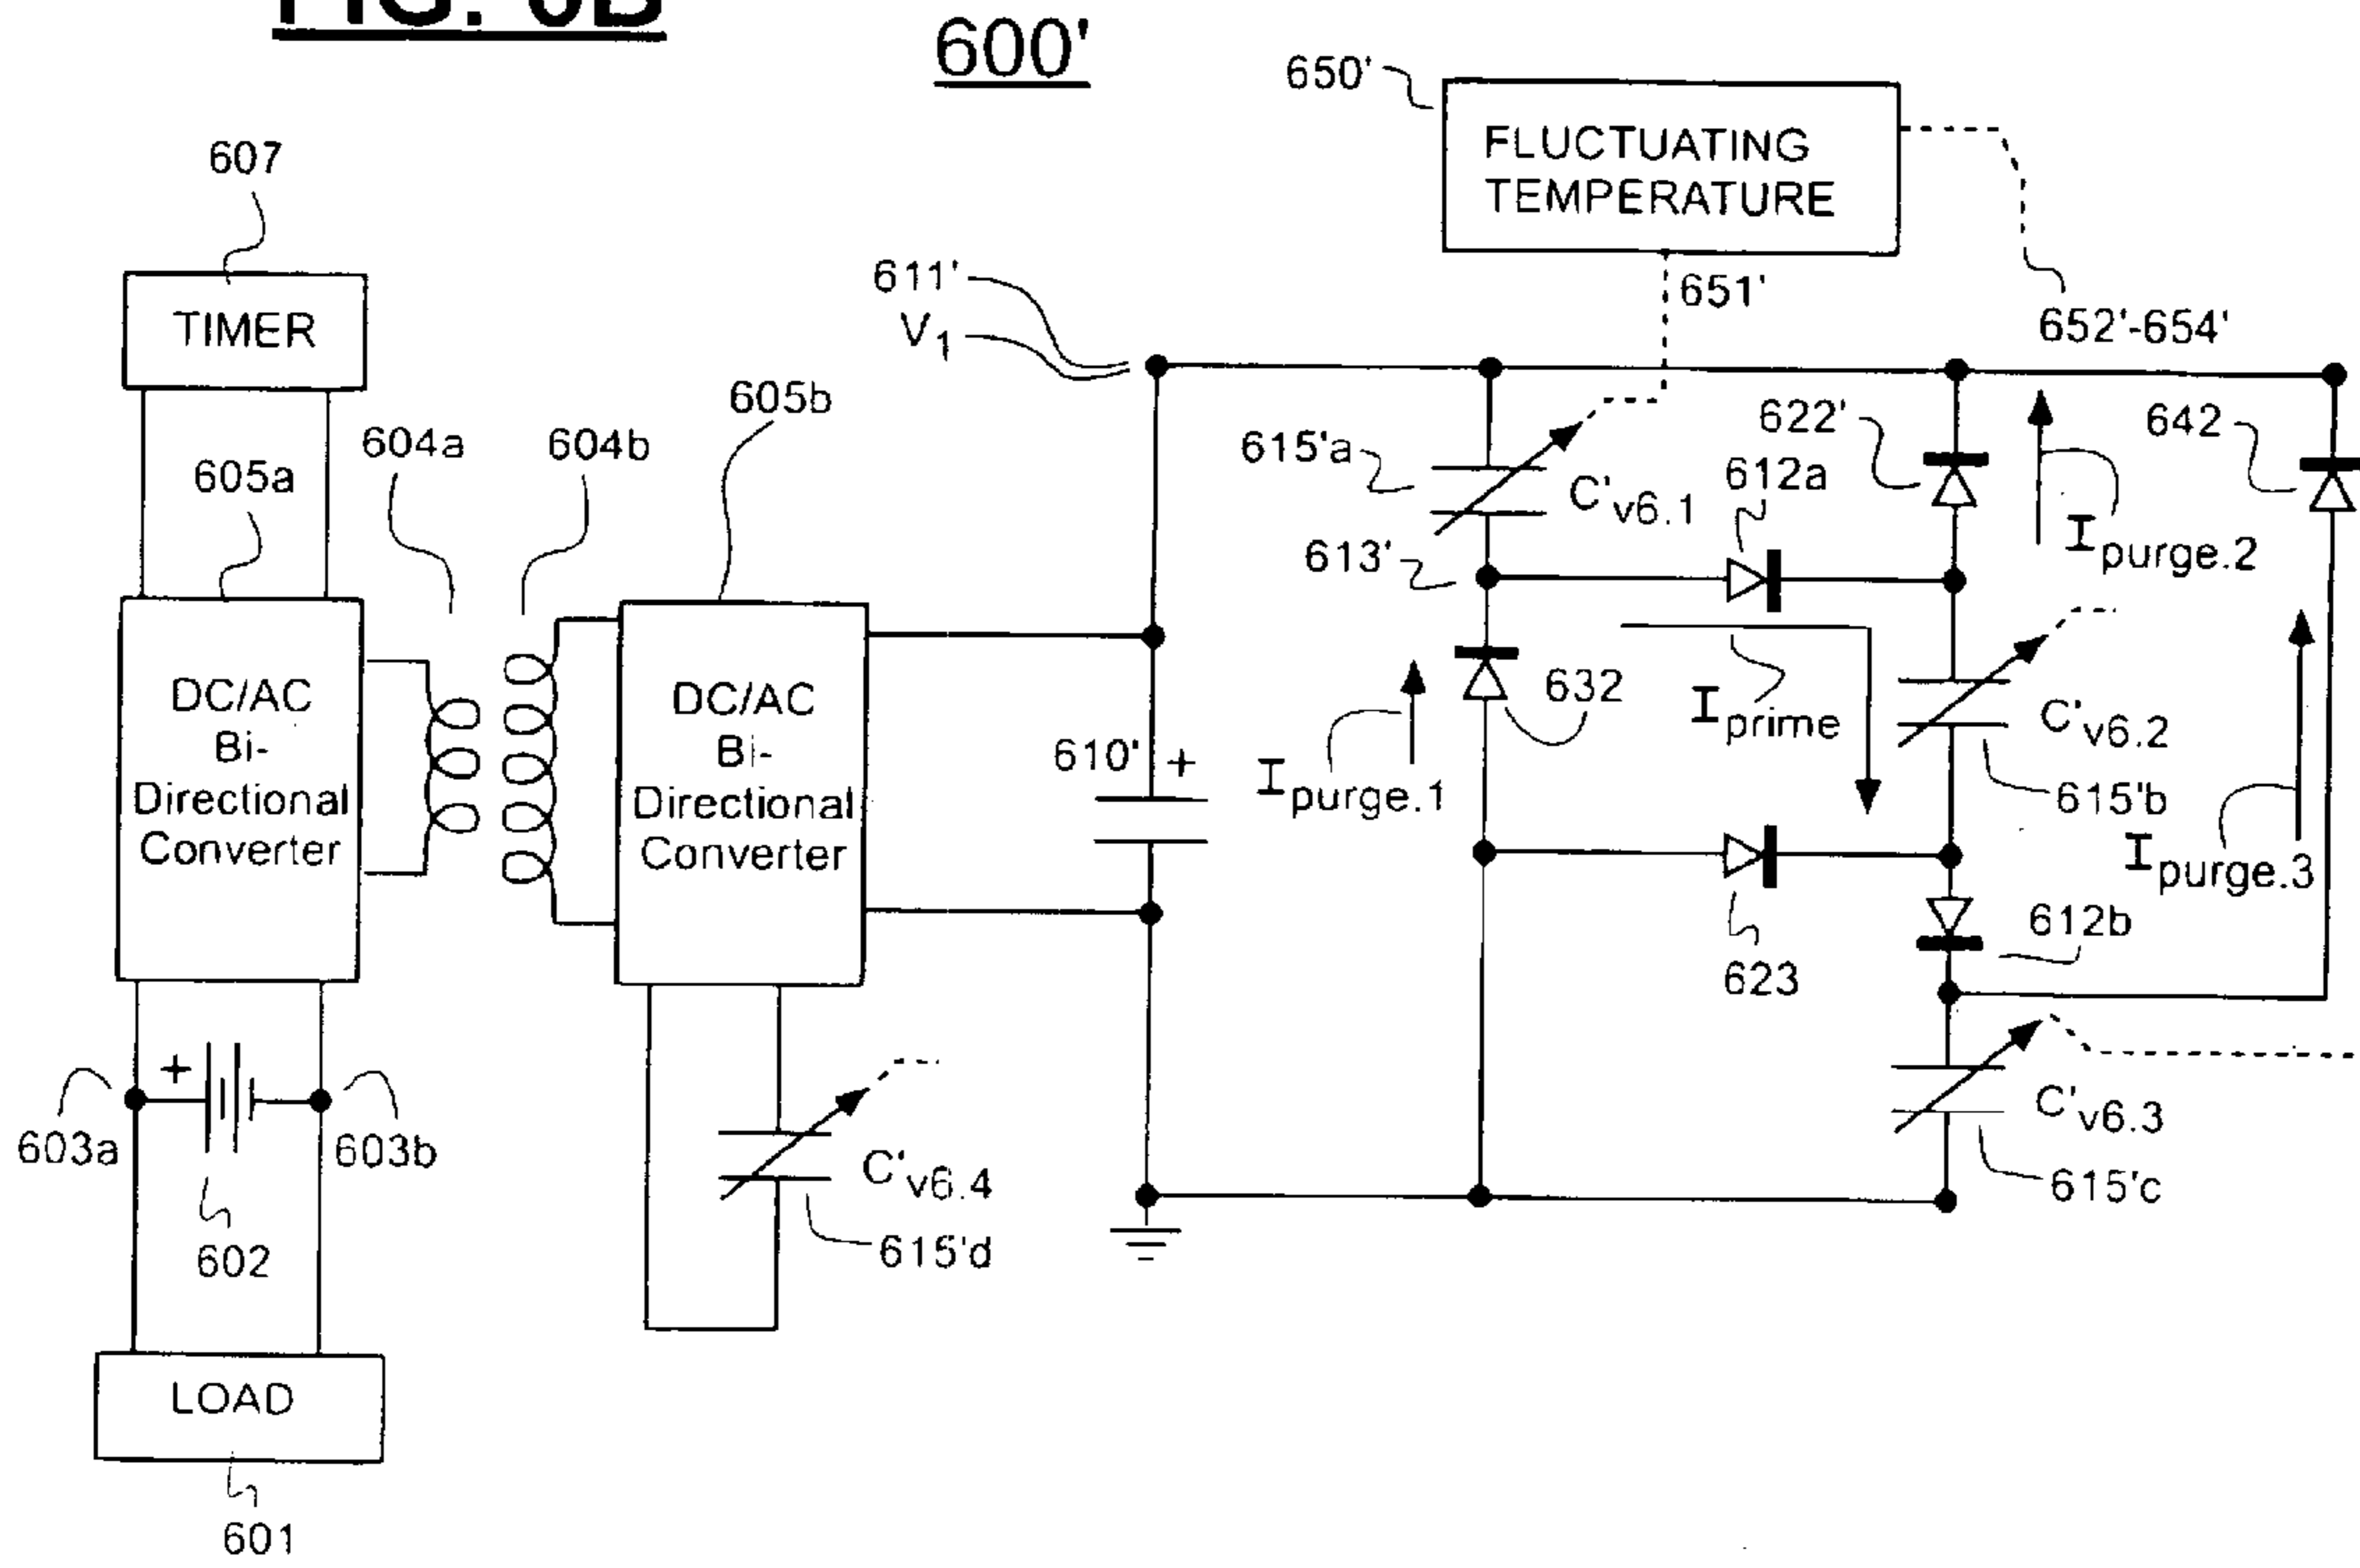 600'
650'
FLUCTUATING
TEMPERATURE
607
651'
611'
652'-654'
TIMER
V1
605b
604a
604b
622'
642
615'a
612a
605a
C'v6.1
Ipurge.2
613'
DC/AC
Bi-
Directional
Converter
DC/AC
Bi-
Directional
Converter
632
Iprime
C'v6.2
610' +
Ipurge.1
615'b
Ipurge.3
612b
623
+
603a
603b
C'v6.3
C'v6.4
615'c
602
615'd
LOAD
601